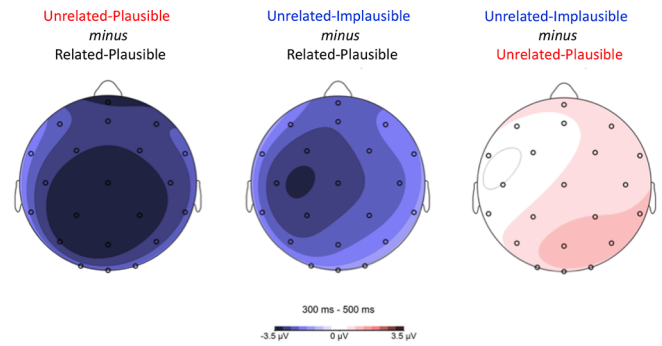 Unrelated-Plausible
minus
Related-Plausible
Unrelated-Implausible
minus
Related-Plausible
Unrelated-Implausible
minus
Unrelated-Plausible
300 ms - 500 ms
-3.5 µV
0 µV
3.5 µV